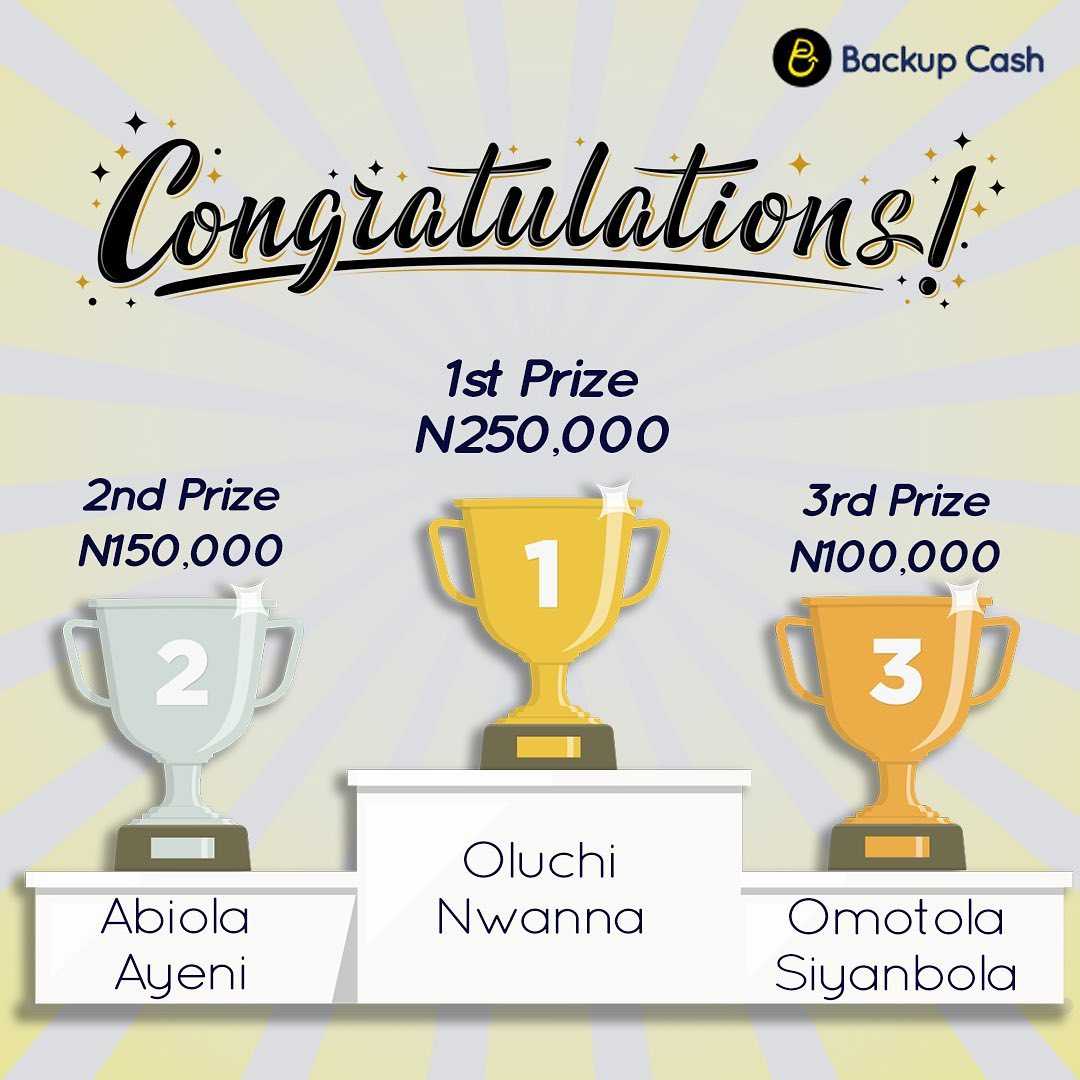 Backup Cash
Congratulations!
1st Prize
N250,000
2nd Prize
N150,000
3rd Prize
N100,000
1
2
3
Oluchi
Nwanna
Abiola
Ayeni
Omotola
Siyanbola